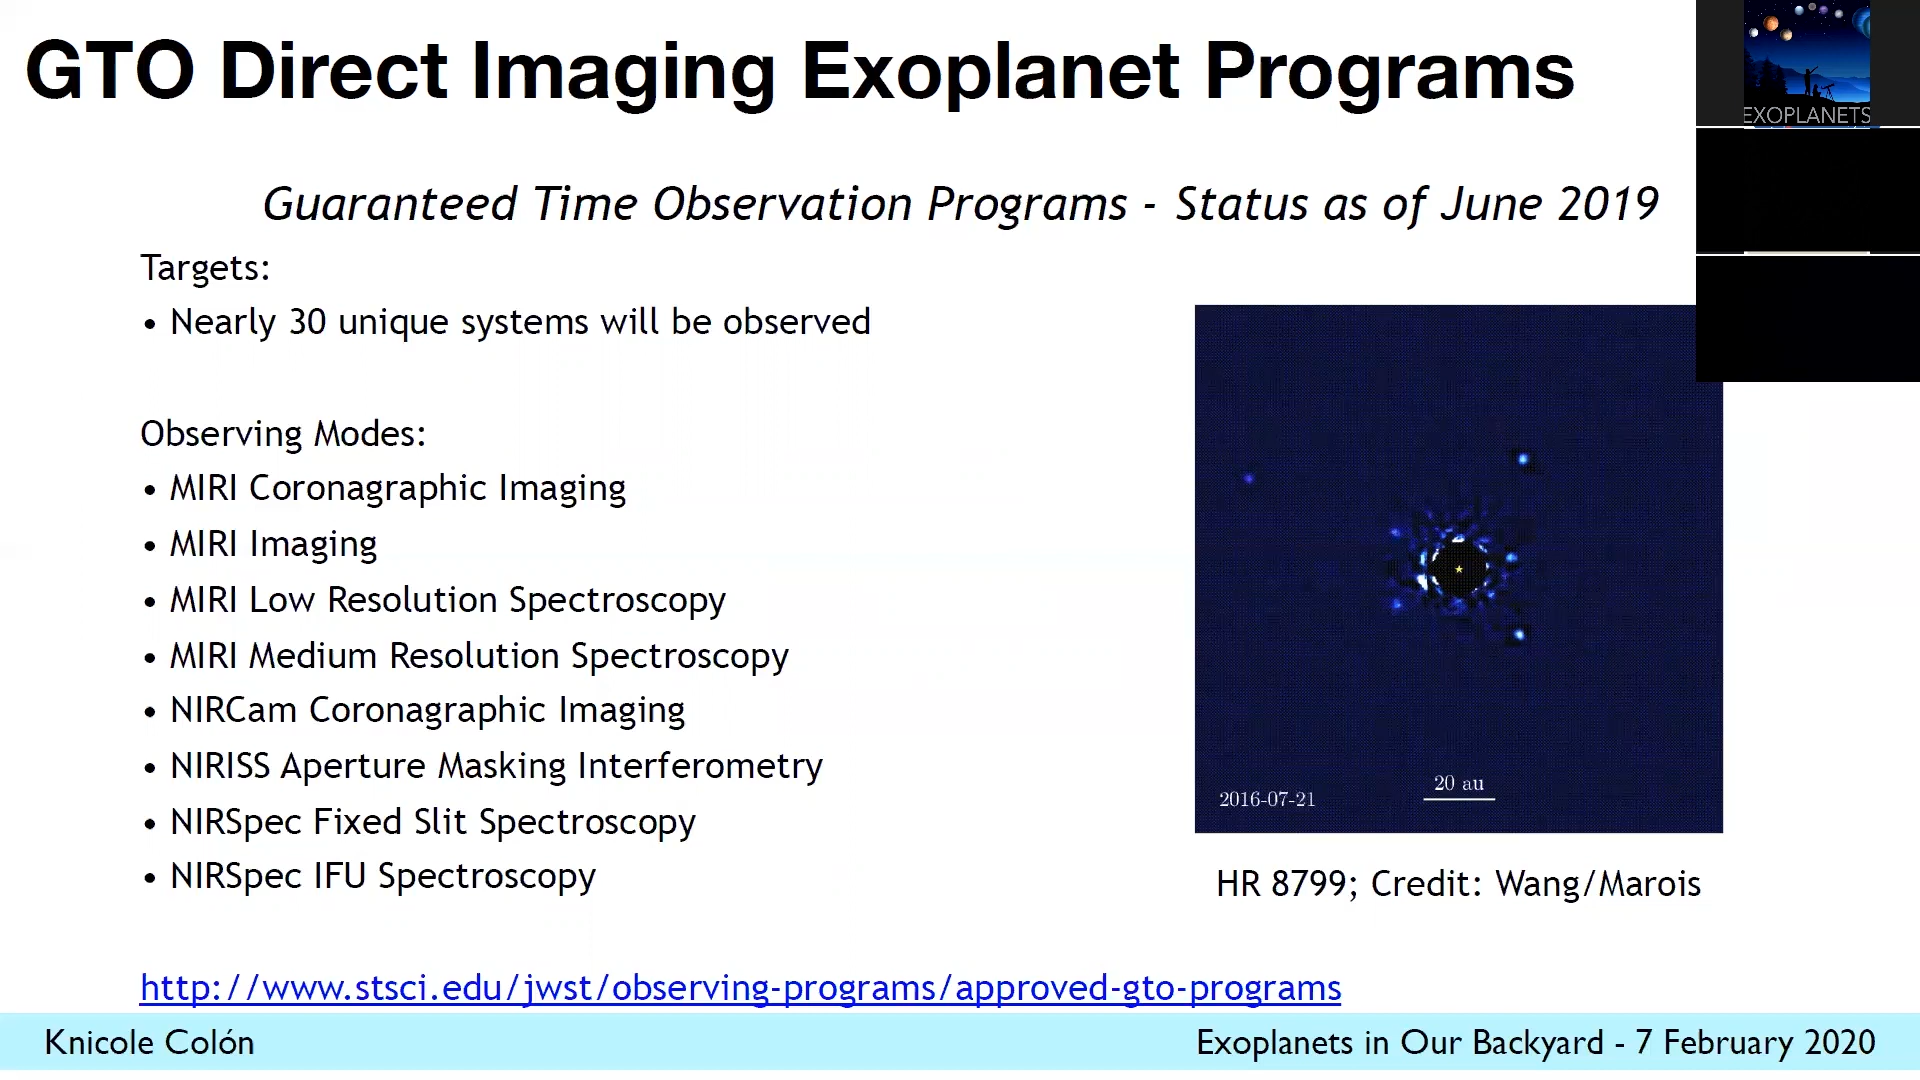 GTO Direct Imaging Exoplanet Programs
EXOPLANETS
Guaranteed Time Observation Programs - Status as of June 2019
Targets:
• Nearly 30 unique systems will be observed
Observing Modes:
• MIRI Coronagraphic Imaging
• MIRI Imaging
• MIRI Low Resolution Spectroscopy
• MIRI Medium Resolution Spectroscopy
• NIRCam Coronagraphic Imaging
• NIRISS Aperture Masking Interferometry
• NIRSpec Fixed Slit Spectroscopy
• NIRSpec IFU Spectroscopy
2016-07-21
20 au
HR 8799; Credit: Wang/Marois
http://www.stsci.edu/jwst/observing-programs/approved-gto-programs
Knicole Colón
Exoplanets in Our Backyard - 7 February 2020